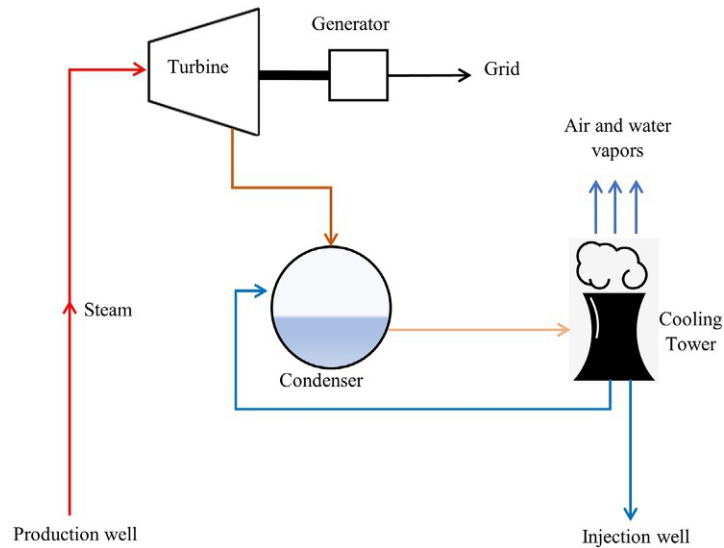 Generator
Turbine
Grid
Air and water
vapors
Steam
Cooling
Tower
Condenser
Production well
Injection well